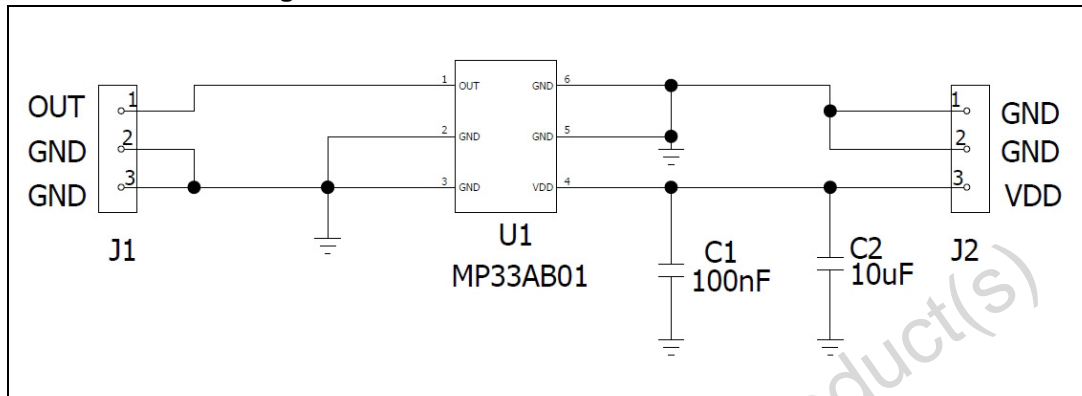 g
OUT
GND
GND
1
2
3
J1
1 OUT
2 GND
3 GND
GND 6
GND 5
VDD 4
U1
MP33AB01
C1
100nF
C2
10uF
1
2
3
GND
GND
VDD
J2
duct(s)